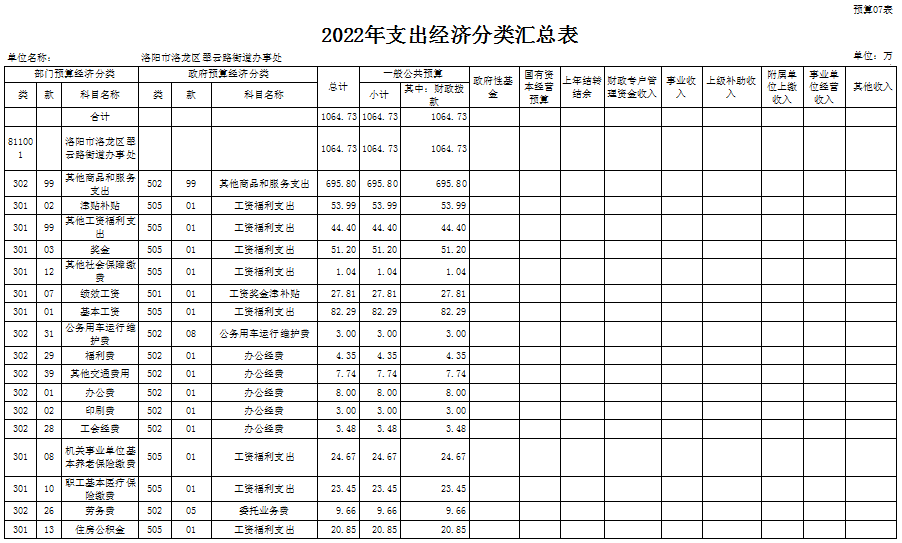 预算07表
2022年支出经济分类汇总表
单位名称： 洛阳市洛龙区翠云路街道办事处 单位：万
部门预算经济分类 政府预算经济分类 总计 一般公共预算 政府性基金 国有资本经营预算 上年结转结余 财政专户管理资金收入 事业收入 上级补助收入 附属单位上缴收入 事业单位经营收入 其他收入
类 款 科目名称 类 款 科目名称 小计 其中：财政拨款
合计 1064.73 1064.73 1064.73
811001 洛阳市洛龙区翠云路街道办事处 1064.73 1064.73 1064.73
302 99 其他商品和服务支出 502 99 其他商品和服务支出 695.80 695.80 695.80
301 02 津贴补贴 505 01 工资福利支出 53.99 53.99 53.99
301 99 其他工资福利支出 505 01 工资福利支出 44.40 44.40 44.40
301 03 奖金 505 01 工资福利支出 51.20 51.20 51.20
301 12 其他社会保障缴费 505 01 工资福利支出 1.04 1.04 1.04
301 07 绩效工资 501 01 工资奖金津补贴 27.81 27.81 27.81
301 01 基本工资 505 01 工资福利支出 82.29 82.29 82.29
302 31 公务用车运行维护费 502 08 公务用车运行维护费 3.00 3.00 3.00
302 29 福利费 502 01 办公经费 4.35 4.35 4.35
302 39 其他交通费用 502 01 办公经费 7.74 7.74 7.74
302 01 办公费 502 01 办公经费 8.00 8.00 8.00
302 02 印刷费 502 01 办公经费 3.00 3.00 3.00
302 28 工会经费 502 01 办公经费 3.48 3.48 3.48
301 08 机关事业单位基本养老保险缴费 505 01 工资福利支出 24.67 24.67 24.67
301 10 职工基本医疗保险缴费 505 01 工资福利支出 23.45 23.45 23.45
302 26 劳务费 502 05 委托业务费 9.66 9.66 9.66
301 13 住房公积金 505 01 工资福利支出 20.85 20.85 20.85